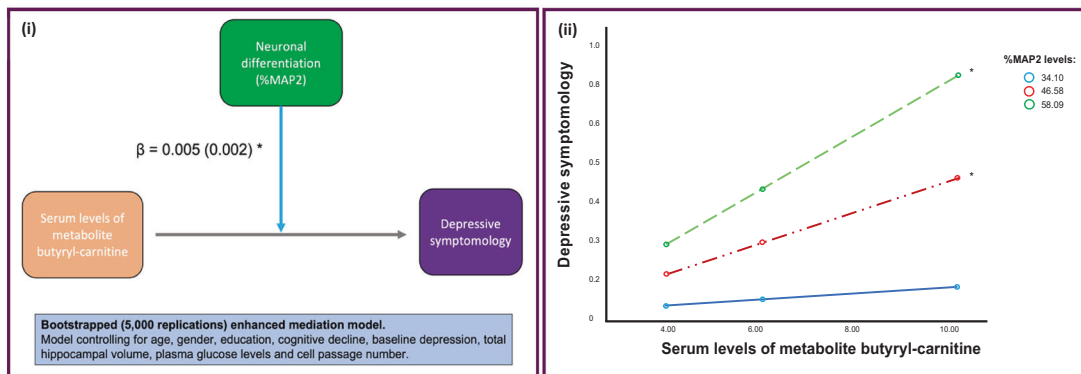 (i)
Neuronal
differentiation
(%MAP2)
β = 0.005 (0.002) *
Serum levels of
metabolite
butyryl-carnitine
Depressive
symptomology
Bootstrapped (5,000 replications) enhanced mediation model.
Model controlling for age, gender, education, cognitive decline, baseline depression, total
hippocampal volume, plasma glucose levels and cell passage number.
(ii)
Depressive symptomology
1.0
0.8
0.6
0.5
0.3
0.2
0
4.00
6.00
8.00
10.00
Serum levels of metabolite butyryl-carnitine
*
*
%MAP2 levels:
34.10
46.58
58.09